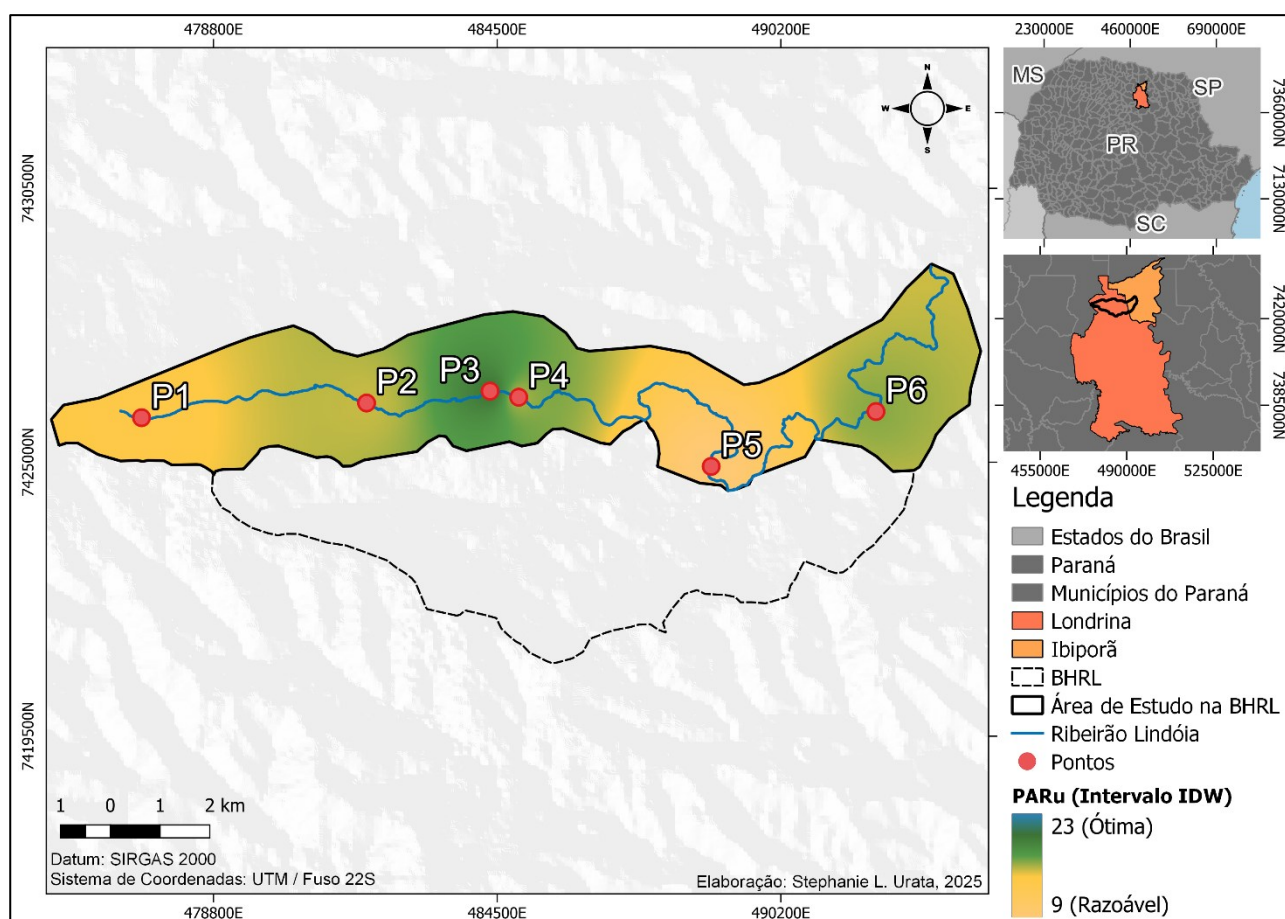 478800E
484500E
490200E
7430500N
7425000N
7419500N
N
W
E
S
P1
P2
P3
P4
P5
P6
1 0 1 2 km
Datum: SIRGAS 2000
Sistema de Coordenadas: UTM / Fuso 22S
Elaboração: Stephanie L. Urata, 2025
478800E
484500E
490200E
230000E
460000E
690000E
MS
SP
PR
SC
7360000N
7130000N
7420000N
7385000N
455000E
490000E
525000E
Legenda
Estados do Brasil
Paraná
Municípios do Paraná
Londrina
Ibiporã
BHRL
Área de Estudo na BHRL
Ribeirão Lindóia
Pontos
PARu (Intervalo IDW)
23 (Ótima)
9 (Razoável)